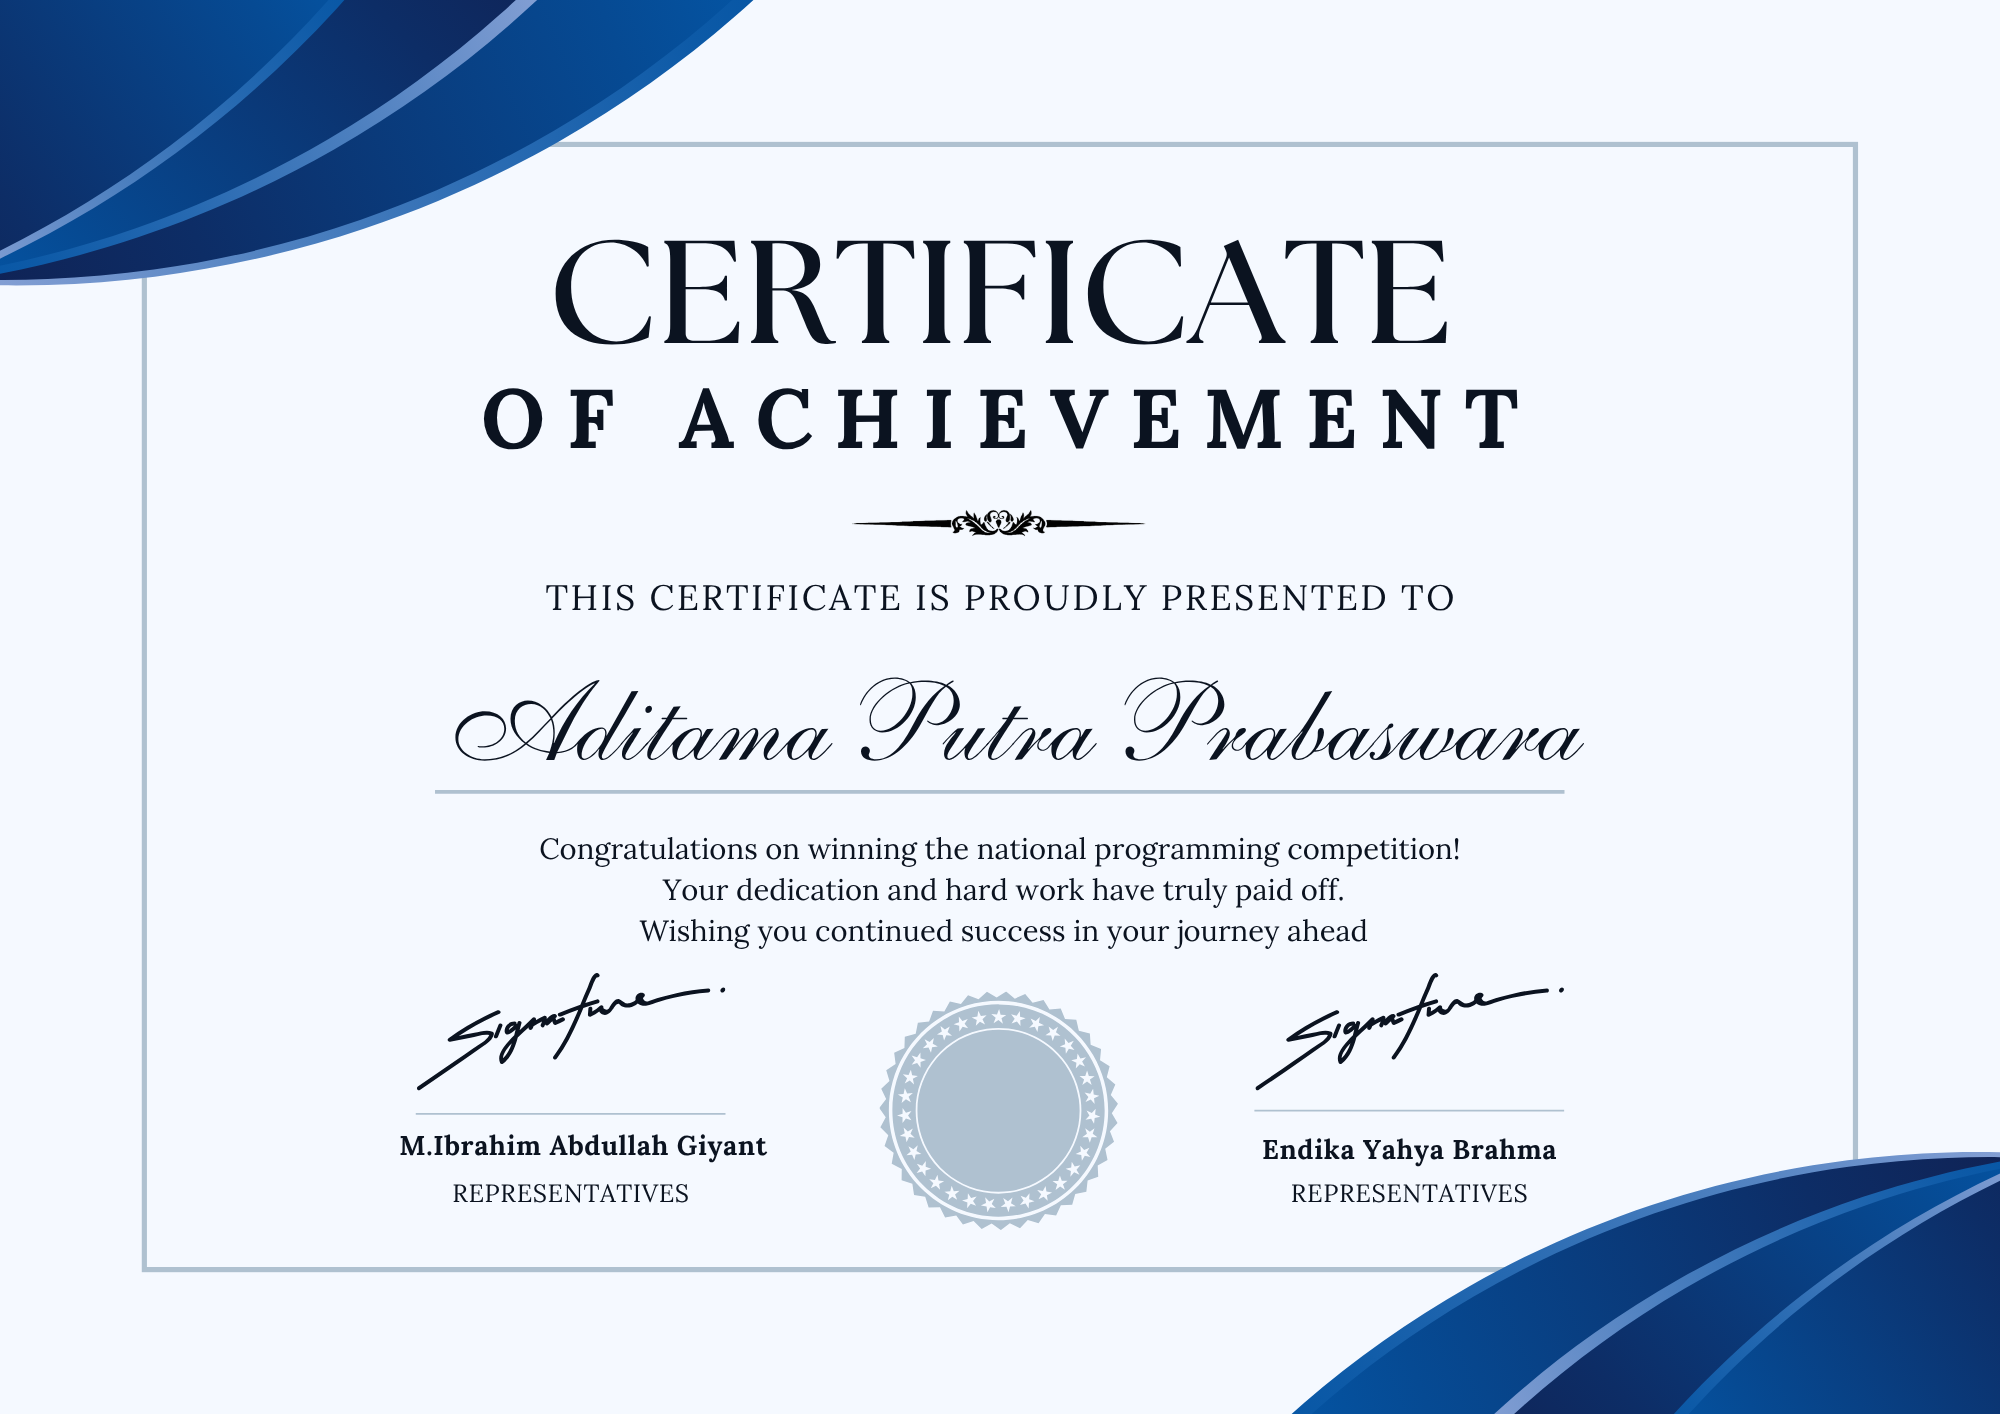 CERTIFICATE
OF ACHIEVEMENT
THIS CERTIFICATE IS PROUDLY PRESENTED TO
Aditama Putra Prabaswara
Congratulations on winning the national programming competition!
Your dedication and hard work have truly paid off.
Wishing you continued success in your journey ahead
Signature Signature
M.Ibrahim Abdullah Giyant Endika Yahya Brahma
REPRESENTATIVES REPRESENTATIVES